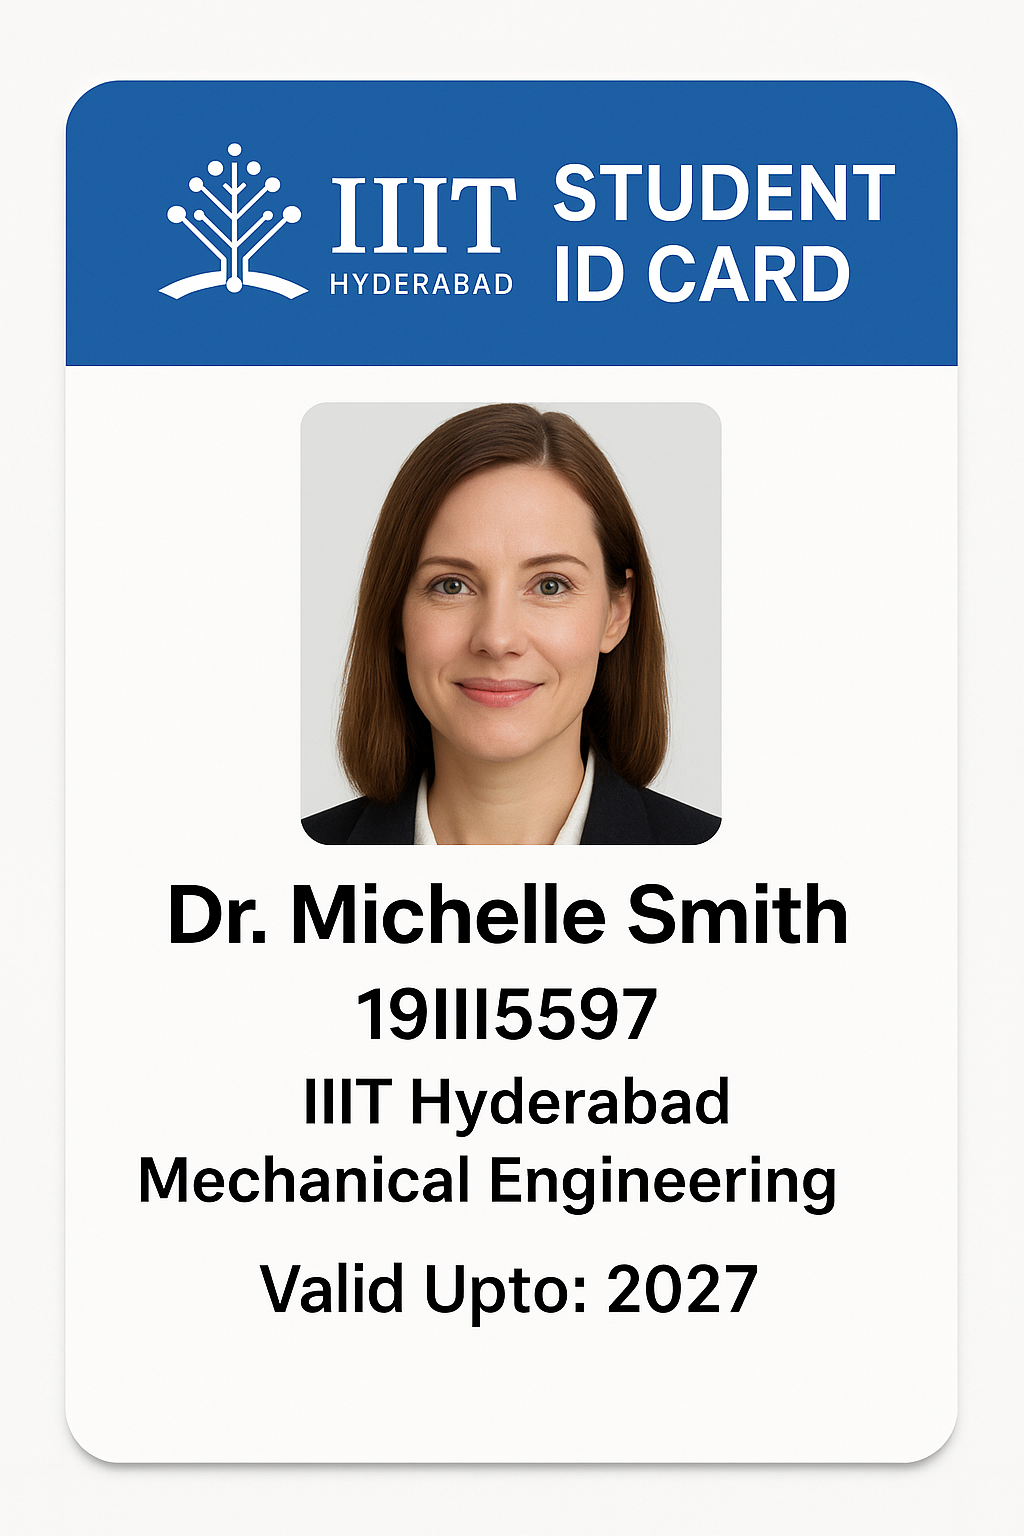 IIIT
HYDERABAD
STUDENT
ID CARD
Dr. Michelle Smith
19III5597
IIIT Hyderabad
Mechanical Engineering
Valid Upto: 2027